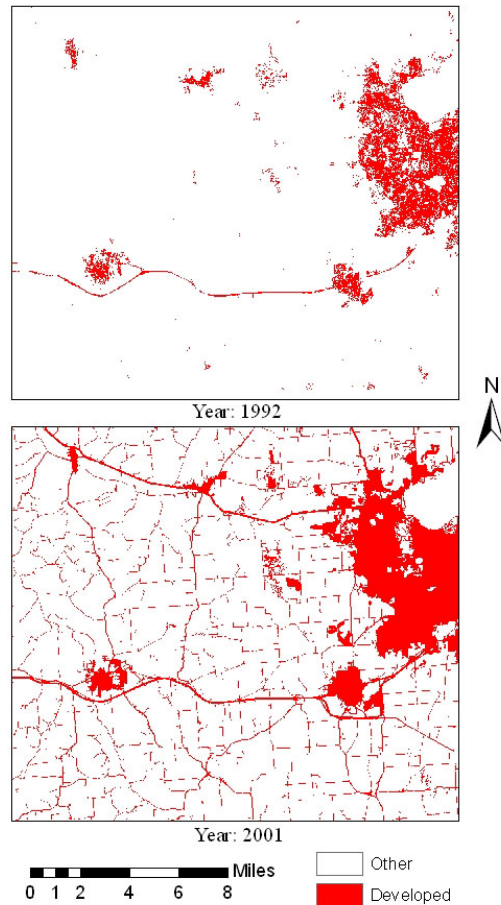 Year: 1992
N
Year: 2001
Miles
0 1 2 4 6 8
Other
Developed